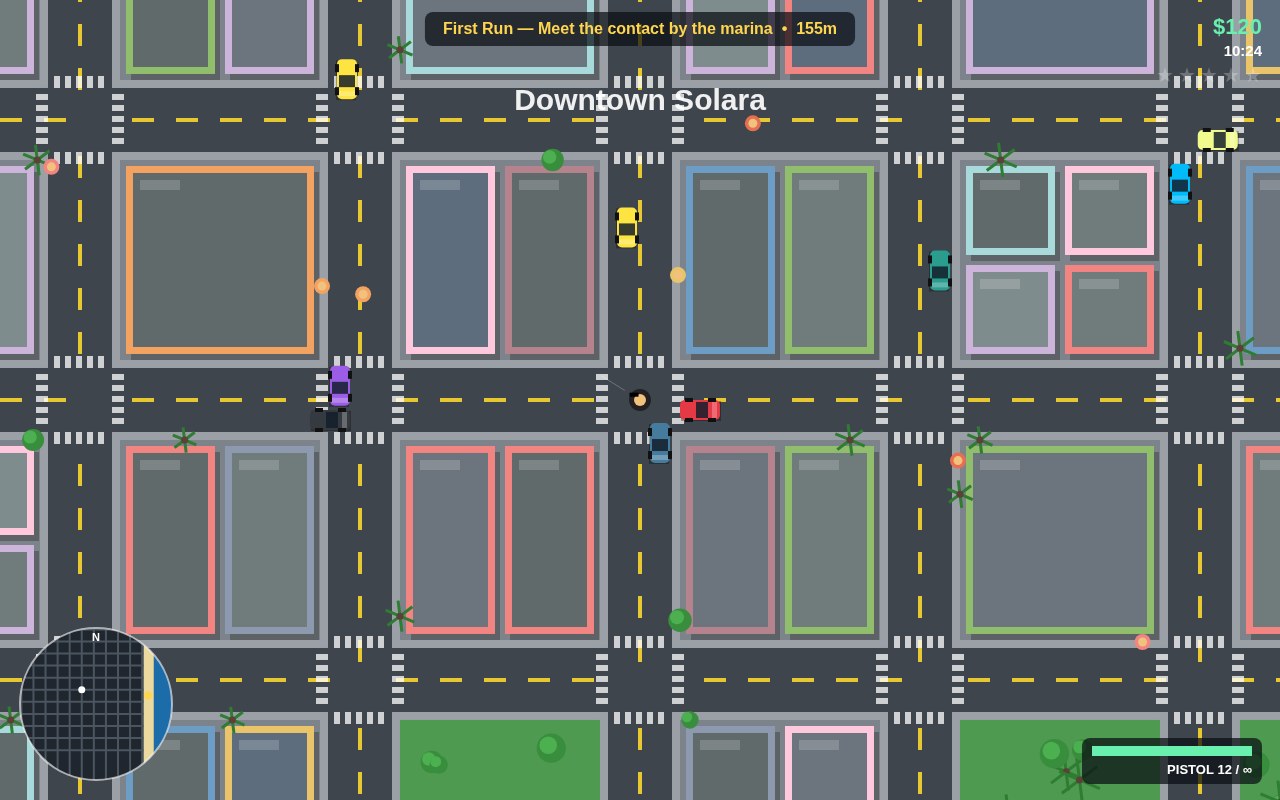 First Run — Meet the contact by the marina • 155m
$120
10:24
Downtown Solara
N
PISTOL 12 / ∞